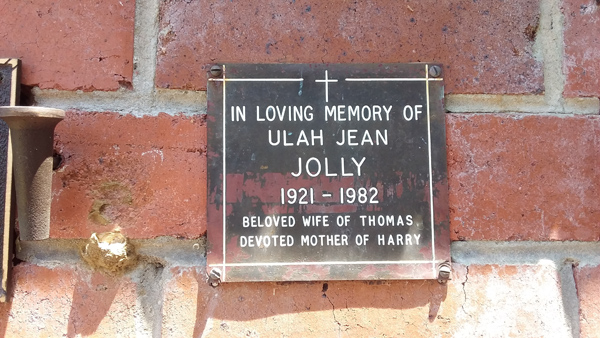 IN LOVING MEMORY OF
ULAH JEAN
JOLLY
1921 - 1982
BELOVED WIFE OF THOMAS
DEVOTED MOTHER OF HARRY